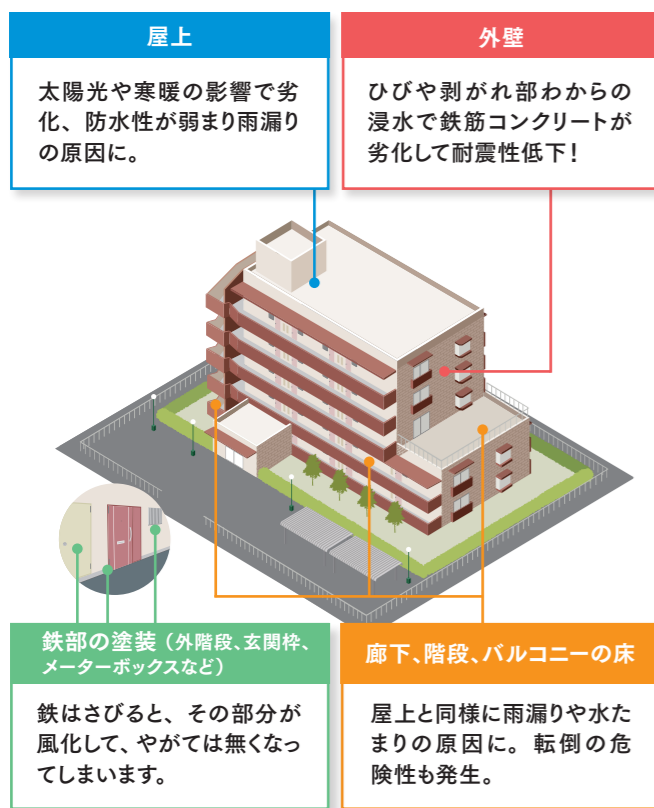 屋上
太陽光や寒暖の影響で劣
化、防水性が弱まり雨漏り
の原因に。
外壁
ひびや剥がれ部わからの
浸水で鉄筋コンクリートが
劣化して耐震性低下!
鉄部の塗装（外階段、玄関枠、
メーターボックスなど）
鉄はさびると、その部分が
風化して、やがては無くなっ
てしまいます。
廊下、階段、バルコニーの床
屋上と同様に雨漏りや水た
まりの原因に。転倒の危
険性も発生。